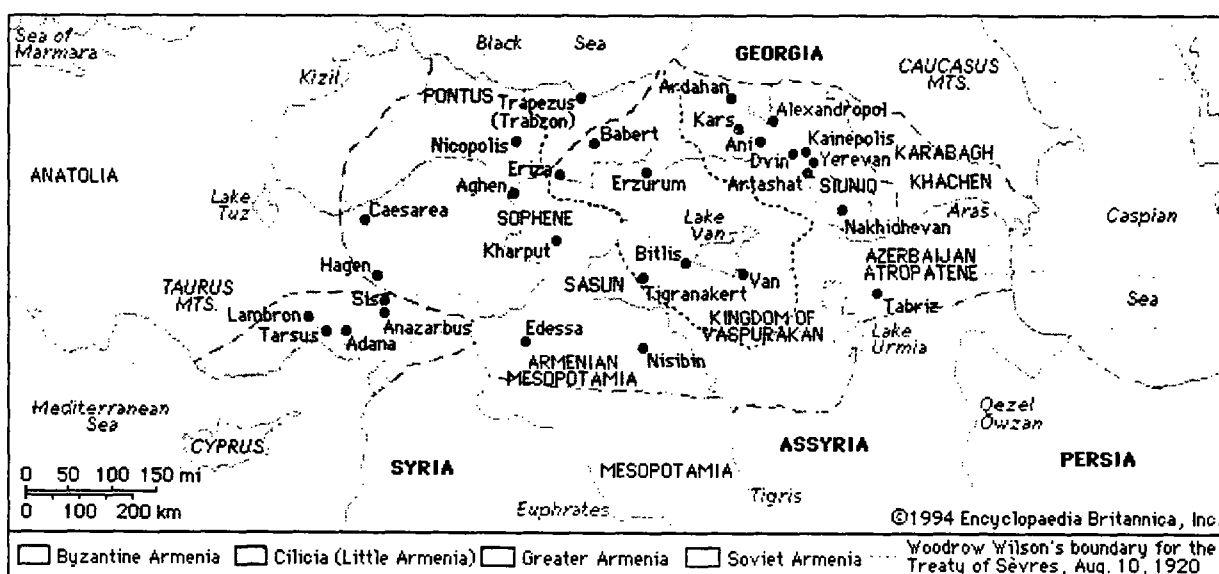 Sea of
Marmara
Black Sea
GEORGIA
CAUCASUS
MTS.
Kizil
PONTUS
Trapezus
(Trabzon)
Ardahan
Alexandropol
Kars
Ani
Kainepolis
Nicopolis
Babert
Dvin
Yerevan
KARABAGH
ANATOLIA
Eriza
Erzurum
Artashat
SIUNIQ
KHACHEN
Lake
Tuz
Aghen
Caesarea
SOPHENE
Lake
Van
Nakhidhevan
Aras
Caspian
Sea
Kharput
Bitlis
AZERBAIJAN
ATROPATENE
Hagen
TAURUS
MTS.
Sis
SASUN
Tigranakert
Van
Tabriz
Lambron
Anazarbus
KINGDOM OF
VASPURAKAN
Tarsus
Adana
Edessa
Lake
Urmia
ARMENIAN
MESOPOTAMIA
Nisibin
Mediterranean
Sea
Qezel
Owzan
CYPRUS
ASSYRIA
SYRIA
MESOPOTAMIA
PERSIA
0 50 100 150 mi
0 100 200 km
Euphrates
Tigris
©1994 Encyclopaedia Britannica, Inc.
Byzantine Armenia
Cilicia (Little Armenia)
Greater Armenia
Soviet Armenia
Woodrow Wilson's boundary for the
Treaty of Sèvres, Aug. 10, 1920